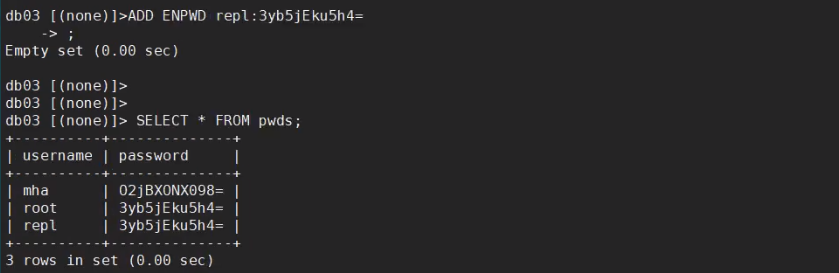 db03 [(none)]>ADD ENPWD repl:3yb5jEku5h4=
    -> ;
Empty set (0.00 sec)
db03 [(none)]>
db03 [(none)]>
db03 [(none)]> SELECT * FROM pwds;
+----------+--------------+
| username | password     |
+----------+--------------+
| mha      | O2jBXONX098= |
| root     | 3yb5jEku5h4= |
| repl     | 3yb5jEku5h4= |
+----------+--------------+
3 rows in set (0.00 sec)